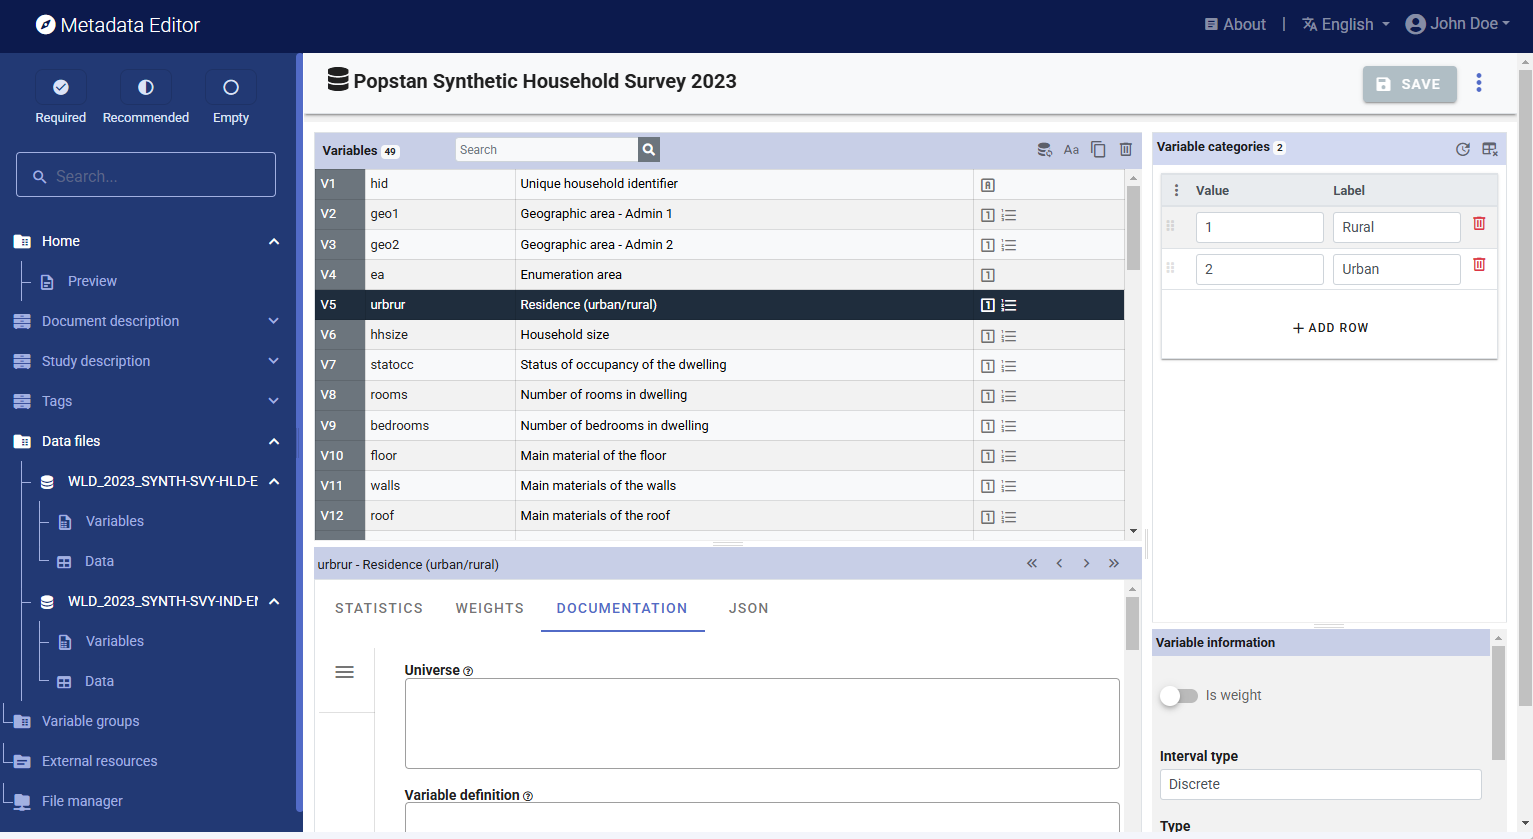 Metadata Editor
About | English John Doe
Required Recommended Empty
Search...
Home
Preview
Document description
Study description
Tags
Data files
WLD_2023_SYNTH-SVY-HLD-E
Variables
Data
WLD_2023_SYNTH-SVY-IND-EN
Variables
Data
Variable groups
External resources
File manager
Popstan Synthetic Household Survey 2023
SAVE
Variables 49 Search Aa
V1 hid Unique household identifier
V2 geo1 Geographic area - Admin 1
V3 geo2 Geographic area - Admin 2
V4 ea Enumeration area
V5 urbrur Residence (urban/rural)
V6 hhsize Household size
V7 statocc Status of occupancy of the dwelling
V8 rooms Number of rooms in dwelling
V9 bedrooms Number of bedrooms in dwelling
V10 floor Main material of the floor
V11 walls Main materials of the walls
V12 roof Main materials of the roof
urbrur - Residence (urban/rural)
STATISTICS WEIGHTS DOCUMENTATION JSON
Universe
Variable definition
Variable categories 2
Value Label
1 Rural
2 Urban
+ ADD ROW
Variable information
Is weight
Interval type
Discrete
Type